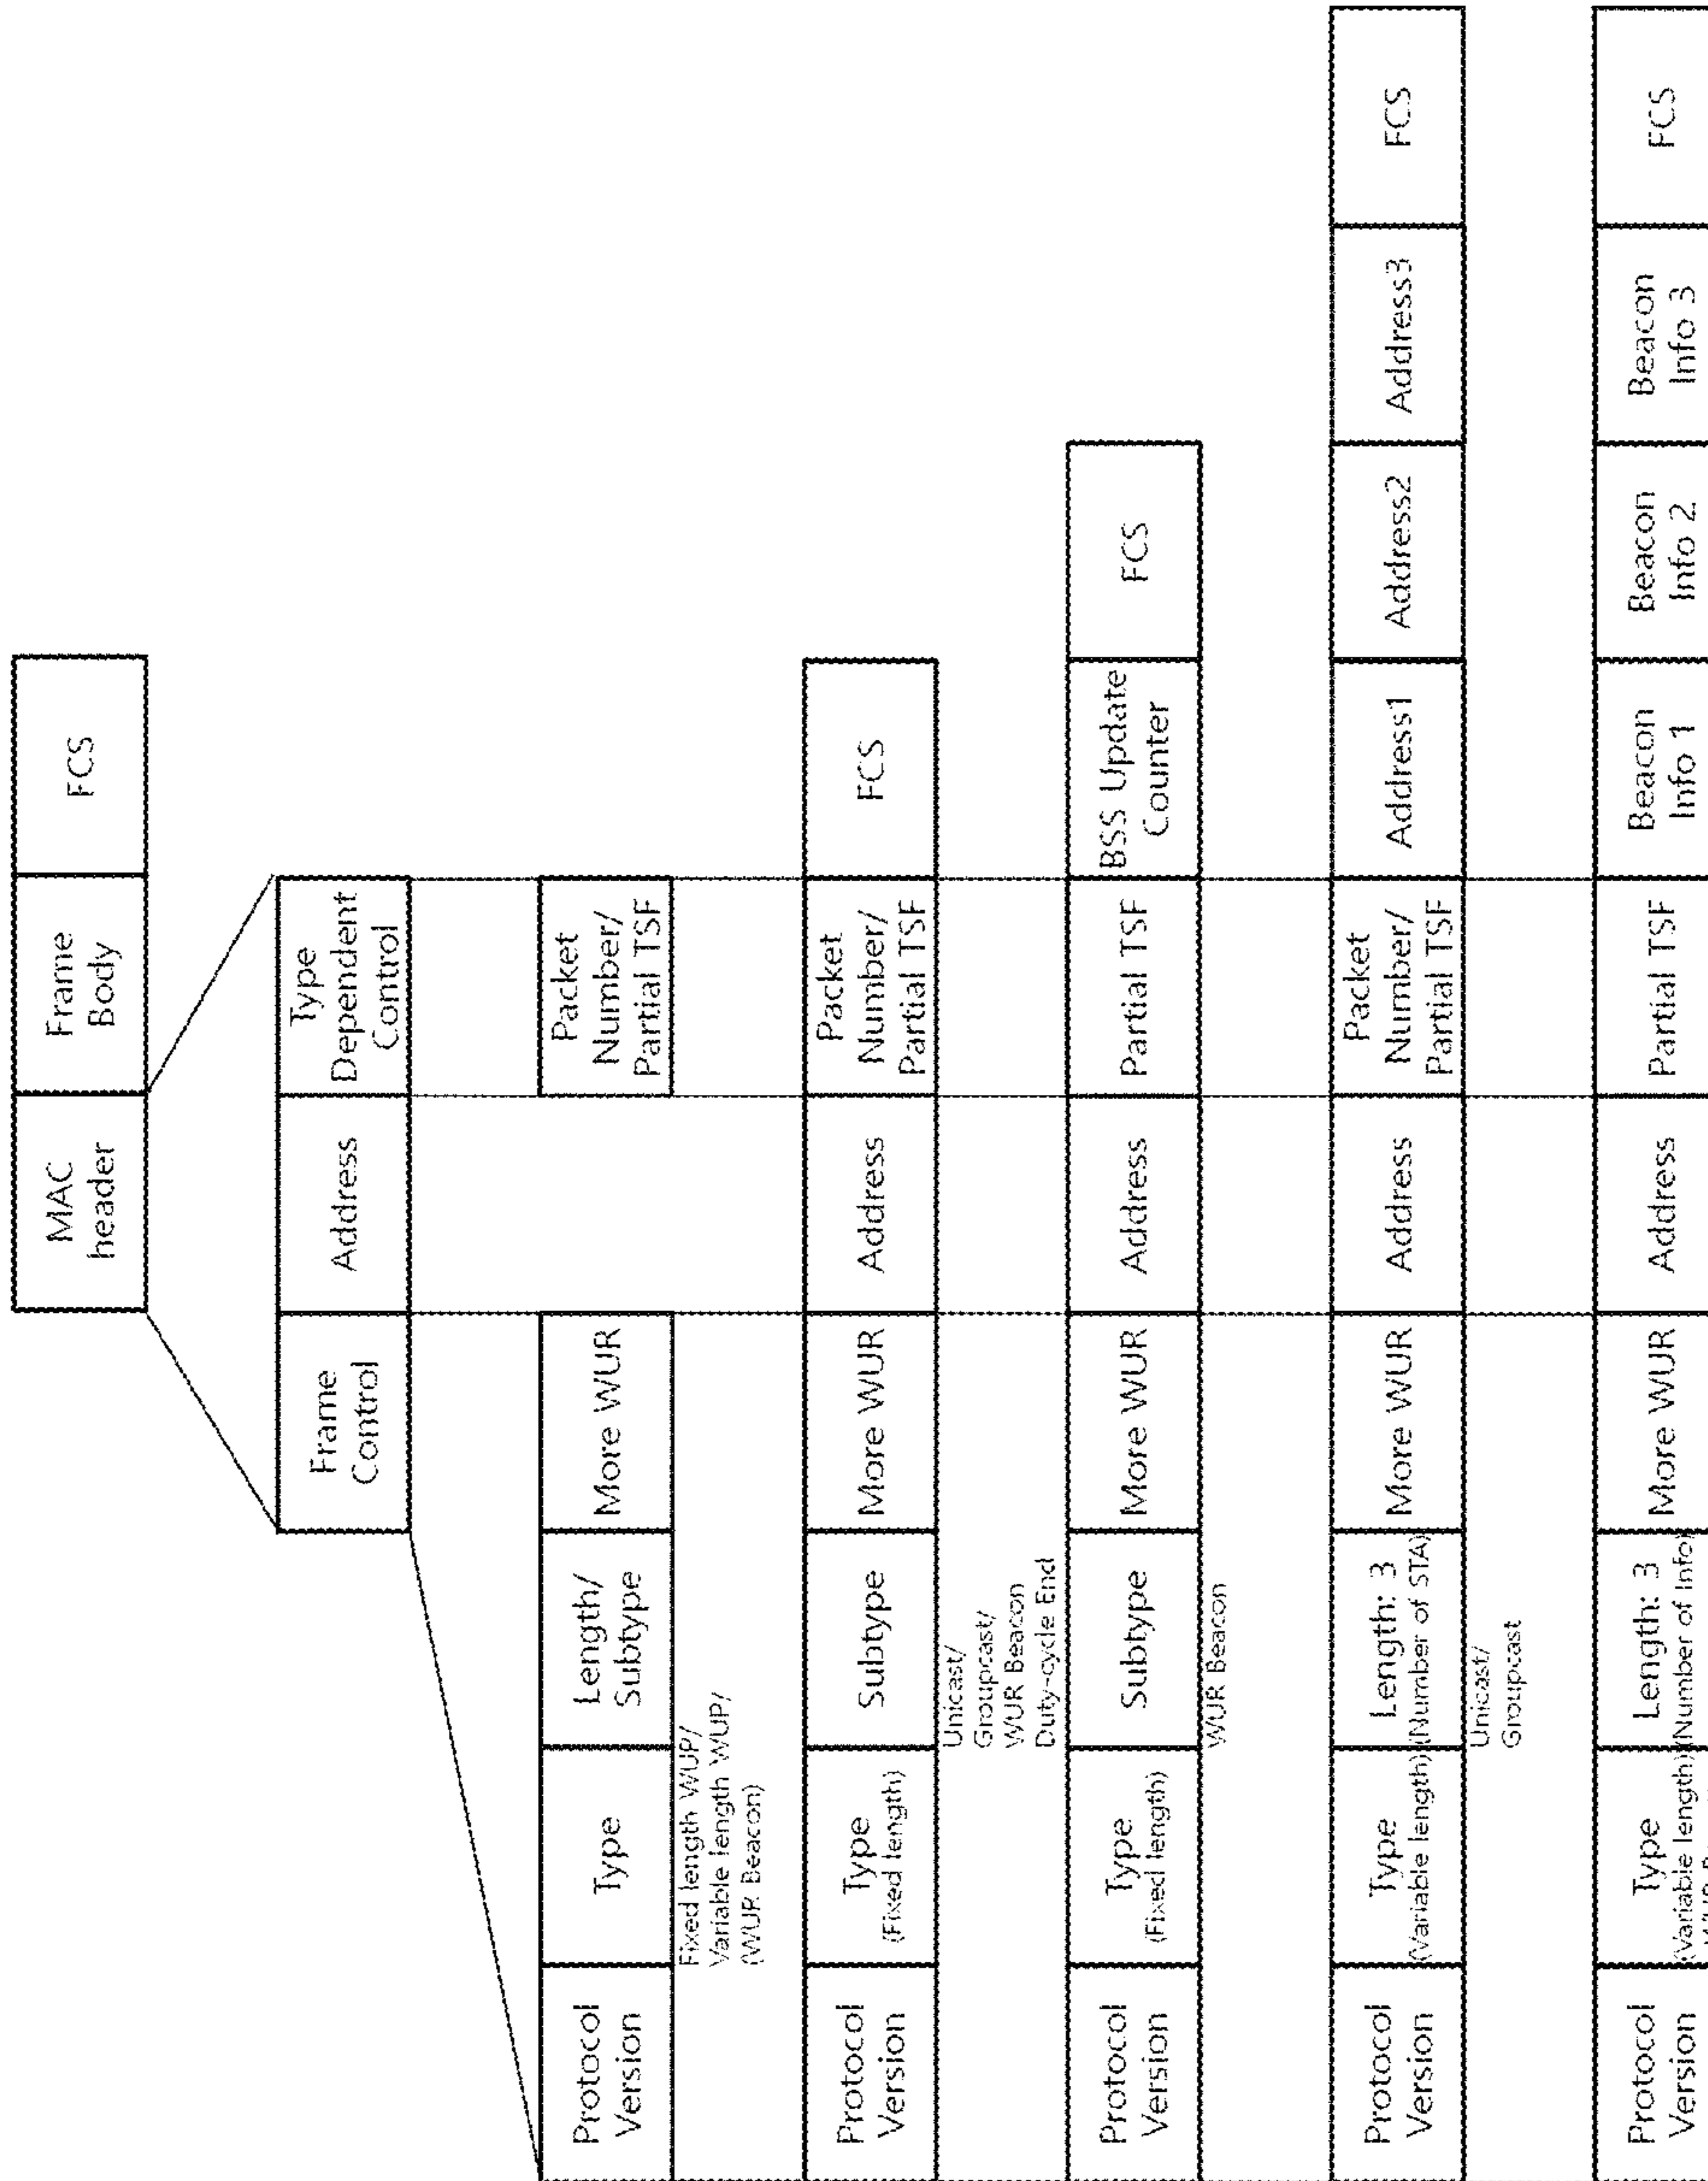 MAC
header
Frame
Body
FCS
Frame
Control
Address
Type
Dependent
Control
Protocol
Version
Type
Length/
Subtype
More WUR
Packet
Number/
Partial TSF
Fixed length WUP/
Variable length WUP/
(WUR Beacon)
Protocol
Version
Type
(Fixed length)
Subtype
More WUR
Address
Packet
Number/
Partial TSF
FCS
Unicast/
Groupcast/
WUR Beacon
Duty-cycle End
Protocol
Version
Type
(Fixed length)
Subtype
More WUR
Address
Partial TSF
BSS Update
Counter
FCS
WUR Beacon
Protocol
Version
Type
(Variable length)
Length: 3
(Number of STA)
More WUR
Address
Packet
Number/
Partial TSF
Address1
Address2
Address3
FCS
Unicast/
Groupcast
Protocol
Version
Type
(Variable length)
Length: 3
(Number of Info)
More WUR
Address
Partial TSF
Beacon
Info 1
Beacon
Info 2
Beacon
Info 3
FCS